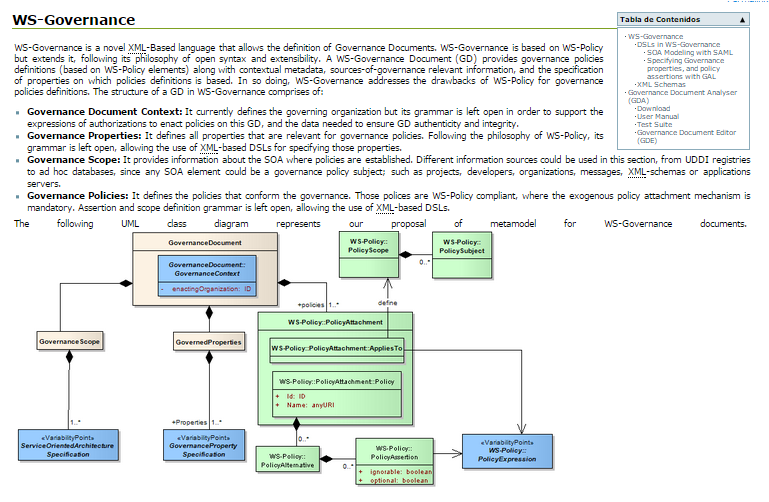 WS-Governance
WS-Governance is a novel XML-Based language that allows the definition of Governance Documents. WS-Governance is based on WS-Policy
but extends it, following its philosophy of open syntax and extensibility. A WS-Governance Document (GD) provides governance policies
definitions (based on WS-Policy elements) along with contextual metadata, sources-of-governance relevant information, and the specification
of properties on which policies definitions is based. In so doing, WS-Governance addresses the drawbacks of WS-Policy for governance
policies definitions. The structure of a GD in WS-Governance comprises of:
Governance Document Context: It currently defines the governing organization but its grammar is left open in order to support the
expressions of authorizations to enact policies on this GD, and the data needed to ensure GD authenticity and integrity.
Governance Properties: It defines all properties that are relevant for governance policies. Following the philosophy of WS-Policy, its
grammar is left open, allowing the use of XML-based DSLs for specifying those properties.
Governance Scope: It provides information about the SOA where policies are established. Different information sources could be used in this section, from UDDI registries
to ad hoc databases, since any SOA element could be a governance policy subject; such as projects, developers, organizations, messages, XML-schemas or applications
servers.
Governance Policies: It defines the policies that conform the governance. Those polices are WS-Policy compliant, where the exogenous policy attachment mechanism is
mandatory. Assertion and scope definition grammar is left open, allowing the use of XML-based DSLs.
The following UML class diagram represents our proposal of metamodel for WS-Governance documents.
Tabla de Contenidos ▲
·WS-Governance
·DSLs in WS-Governance
·SOA Modeling with SAML
·Specifying Governance
properties, and policy
assertions with GAL
·XML Schemas
·Governance Document Analyser
(GDA)
·Download
·User Manual
·Test Suite
·Governance Document Editor
(GDE)
GovernanceDocument
GovernanceDocument::
GovernanceContext
- enactingOrganization: ID
WS-Policy::
PolicyScope
WS-Policy::
PolicySubject
0..*
define
+policies 1..*
WS-Policy::PolicyAttachment
WS-Policy::PolicyAttachment::AppliesTo
WS-Policy::PolicyAttachment::Policy
+ Id: ID
+ Name: anyURI
GovernanceScope
GovernedProperties
1..*
+Properties 1..*
0..*
«VariabilityPoint»
ServiceOrientedArchitecture
Specification
«VariabilityPoint»
GovernanceProperty
Specification
WS-Policy::
PolicyAlternative
0..*
WS-Policy::
PolicyAssertion
+ ignorable: boolean
+ optional: boolean
«VariabilityPoint»
WS-Policy::
PolicyExpression